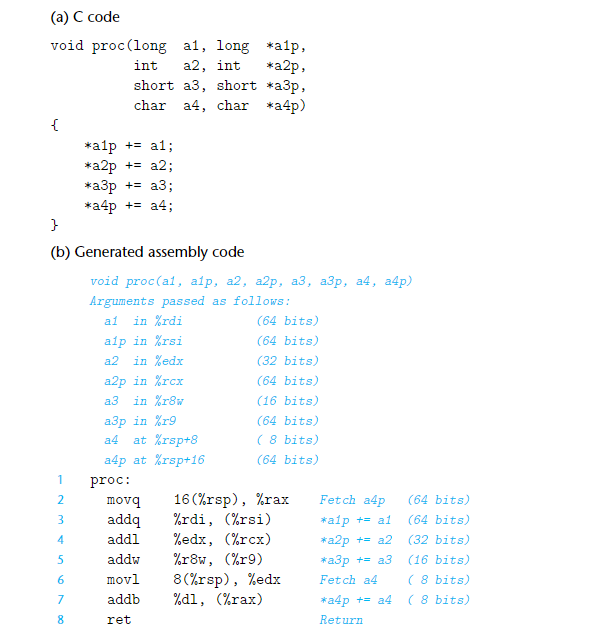 (a) C code
void proc(long  a1, long  *a1p,
          int   a2, int   *a2p,
          short a3, short *a3p,
          char  a4, char  *a4p)
{
    *a1p += a1;
    *a2p += a2;
    *a3p += a3;
    *a4p += a4;
}
(b) Generated assembly code
void proc(a1, a1p, a2, a2p, a3, a3p, a4, a4p)
Arguments passed as follows:
a1  in %rdi        (64 bits)
a1p in %rsi        (64 bits)
a2  in %edx        (32 bits)
a2p in %rcx        (64 bits)
a3  in %r8w        (16 bits)
a3p in %r9         (64 bits)
a4  at %rsp+8      ( 8 bits)
a4p at %rsp+16     (64 bits)
1 proc:
2   movq    16(%rsp), %rax   Fetch a4p   (64 bits)
3   addq    %rdi, (%rsi)     *a1p += a1  (64 bits)
4   addl    %edx, (%rcx)     *a2p += a2  (32 bits)
5   addw    %r8w, (%r9)      *a3p += a3  (16 bits)
6   movl    8(%rsp), %edx    Fetch a4    ( 8 bits)
7   addb    %dl, (%rax)      *a4p += a4  ( 8 bits)
8   ret                      Return